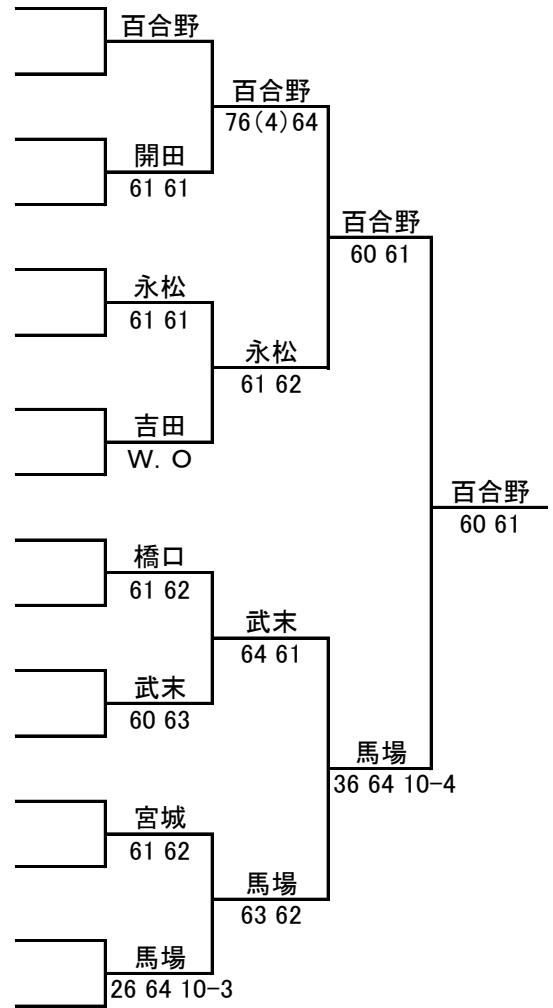 百合野
百合野
76(4)64
開田
61 61
百合野
60 61
永松
61 61
永松
61 62
吉田
W.O
百合野
60 61
橋口
61 62
武末
64 61
武末
60 63
馬場
36 64 10-4
宮城
61 62
馬場
63 62
馬場
26 64 10-3